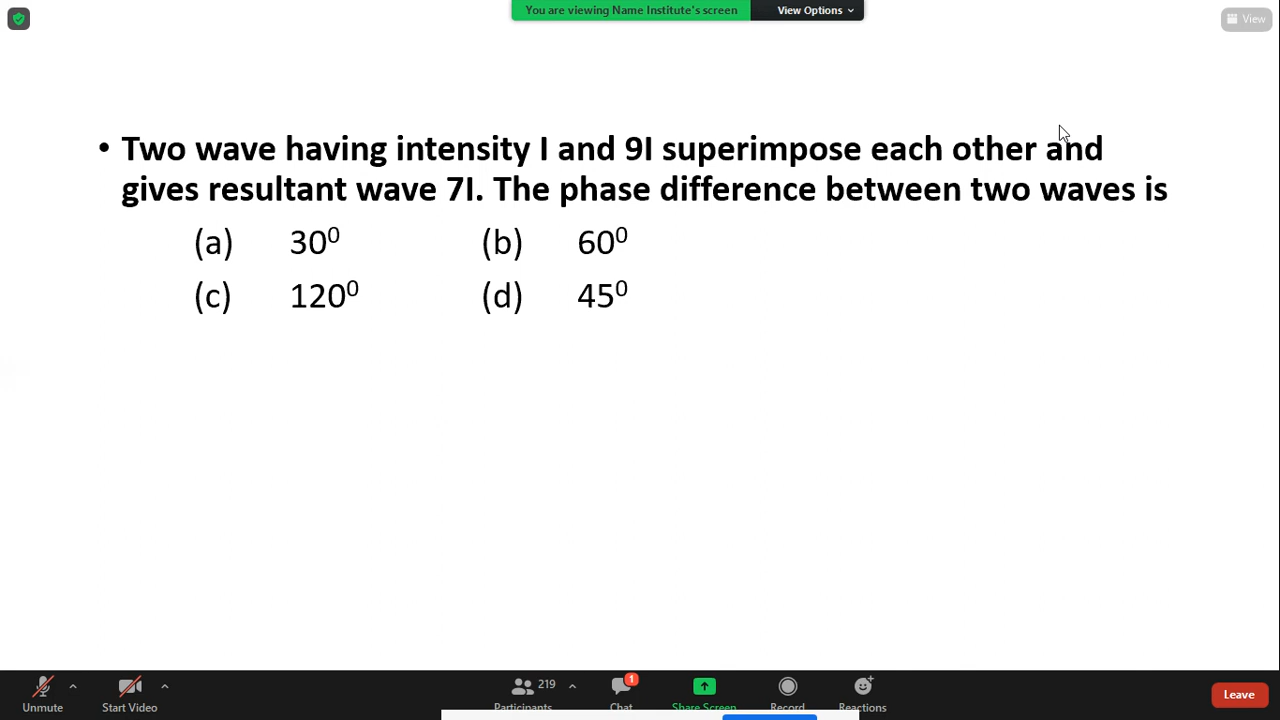 You are viewing Name Institute's screen
View Options
View
• Two wave having intensity I and 9I superimpose each other and
gives resultant wave 7I. The phase difference between two waves is
(a) 30⁰ (b) 60⁰
(c) 120⁰ (d) 45⁰
Unmute
Start Video
219
Participants
1
Chat
Share Screen
Record
Reactions
Leave